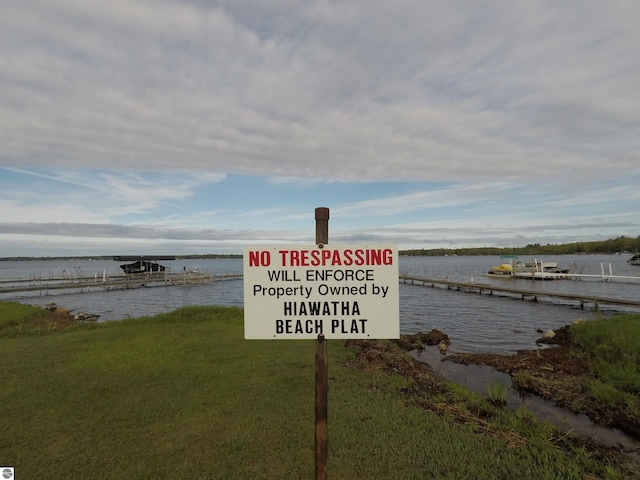 NO TRESPASSING
WILL ENFORCE
Property Owned by
HIAWATHA
BEACH PLAT